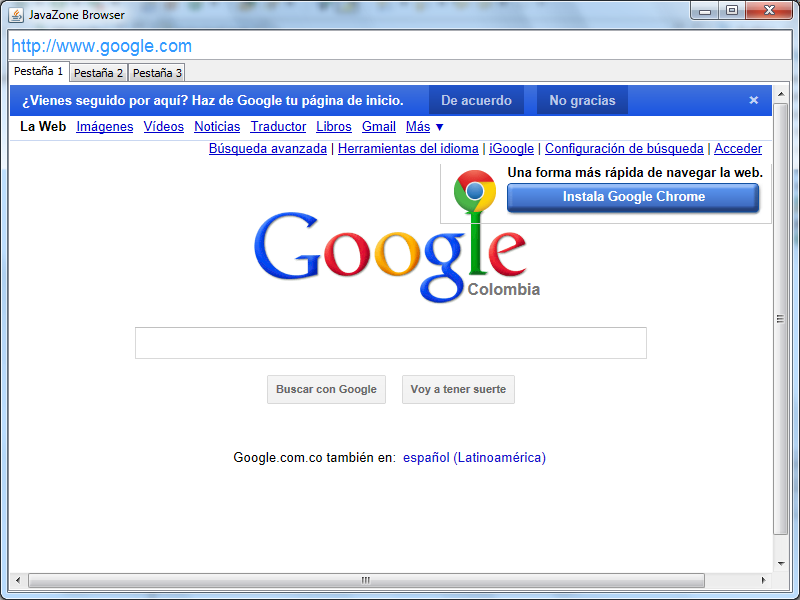 JavaZone Browser
http://www.google.com
Pestaña 1 Pestaña 2 Pestaña 3
¿Vienes seguido por aquí? Haz de Google tu página de inicio. De acuerdo No gracias ×
La Web Imágenes Vídeos Noticias Traductor Libros Gmail Más ▼
Búsqueda avanzada | Herramientas del idioma | iGoogle | Configuración de búsqueda | Acceder
Una forma más rápida de navegar la web.
Instala Google Chrome
Google
Colombia
Buscar con Google Voy a tener suerte
Google.com.co también en: español (Latinoamérica)